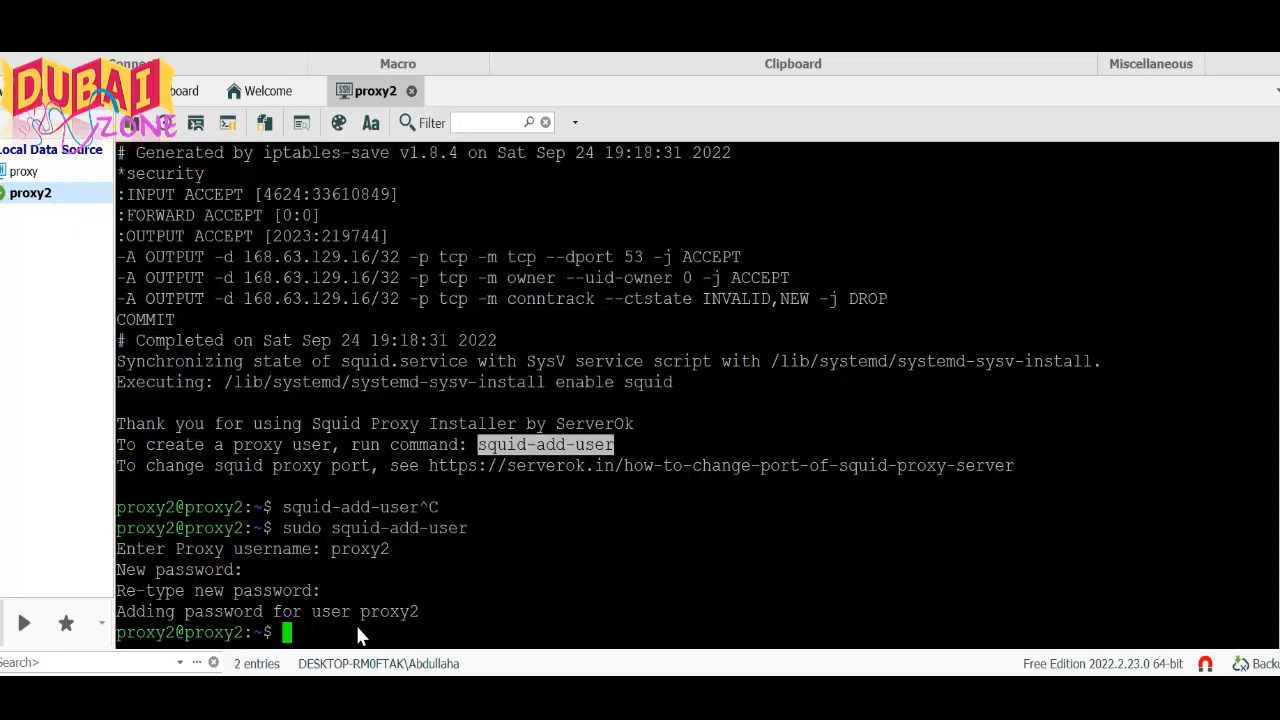 Macro
Clipboard
Miscellaneous
DUBAI
ZONE
Welcome
proxy2
Filter
Local Data Source
proxy
proxy2
# Generated by iptables-save v1.8.4 on Sat Sep 24 19:18:31 2022
*security
:INPUT ACCEPT [4624:33610849]
:FORWARD ACCEPT [0:0]
:OUTPUT ACCEPT [2023:219744]
-A OUTPUT -d 168.63.129.16/32 -p tcp -m tcp --dport 53 -j ACCEPT
-A OUTPUT -d 168.63.129.16/32 -p tcp -m owner --uid-owner 0 -j ACCEPT
-A OUTPUT -d 168.63.129.16/32 -p tcp -m conntrack --ctstate INVALID,NEW -j DROP
COMMIT
# Completed on Sat Sep 24 19:18:31 2022
Synchronizing state of squid.service with SysV service script with /lib/systemd/systemd-sysv-install.
Executing: /lib/systemd/systemd-sysv-install enable squid
Thank you for using Squid Proxy Installer by ServerOk
To create a proxy user, run command: squid-add-user
To change squid proxy port, see https://serverok.in/how-to-change-port-of-squid-proxy-server
proxy2@proxy2:~$ squid-add-user^C
proxy2@proxy2:~$ sudo squid-add-user
Enter Proxy username: proxy2
New password:
Re-type new password:
Adding password for user proxy2
proxy2@proxy2:~$
Search>
2 entries
DESKTOP-RM0FTAK\Abdullaha
Free Edition 2022.2.23.0 64-bit
Backu